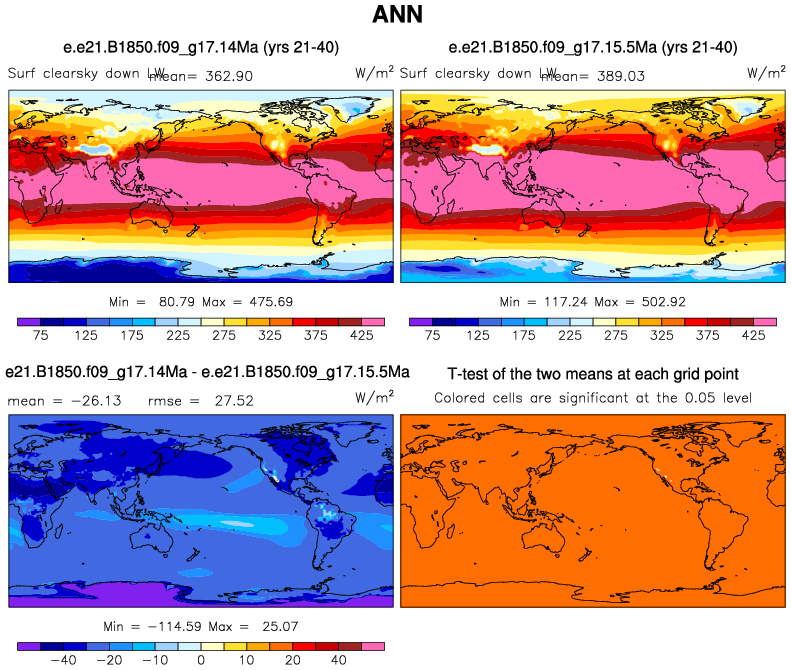 ANN
e.e21.B1850.f09_g17.14Ma (yrs 21-40)
Surf clearsky down LW mean= 362.90 W/m²
Min = 80.79 Max = 475.69
75 125 175 225 275 325 375 425
e.e21.B1850.f09_g17.15.5Ma (yrs 21-40)
Surf clearsky down LW mean= 389.03 W/m²
Min = 117.24 Max = 502.92
75 125 175 225 275 325 375 425
e21.B1850.f09_g17.14Ma - e.e21.B1850.f09_g17.15.5Ma
mean = −26.13 rmse = 27.52 W/m²
Min = −114.59 Max = 25.07
−40 −20 −10 0 10 20 40
T-test of the two means at each grid point
Colored cells are significant at the 0.05 level